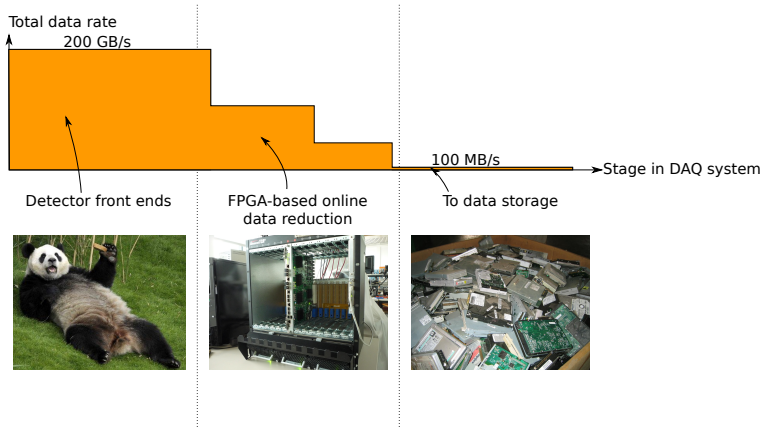 Total data rate
200 GB/s
100 MB/s
Stage in DAQ system
Detector front ends
FPGA-based online
data reduction
To data storage